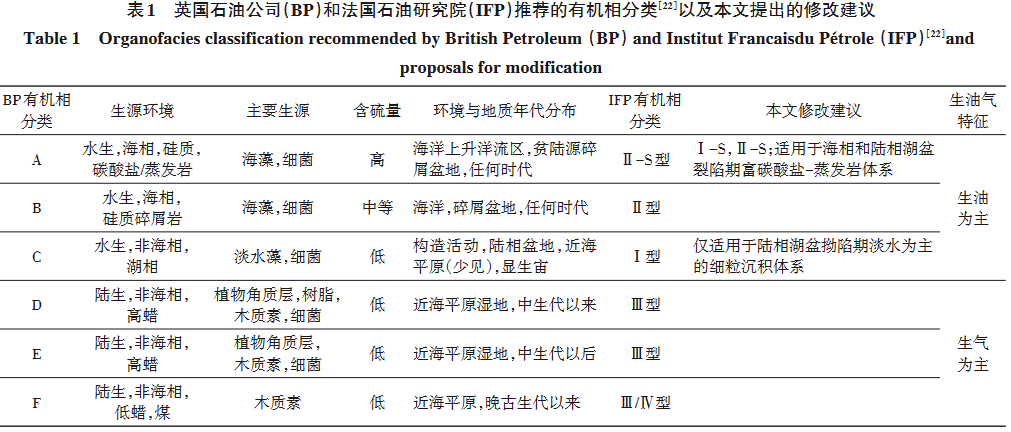 表1 英国石油公司(BP)和法国石油研究院(IFP)推荐的有机相分类[22]以及本文提出的修改建议
Table 1 Organofacies classification recommended by British Petroleum (BP) and Institut Francaisdu Pétrole (IFP)[22]and
proposals for modification
BP有机相分类 生源环境 主要生源 含硫量 环境与地质年代分布 IFP有机相分类 本文修改建议 生油气特征
A 水生,海相,硅质,碳酸盐/蒸发岩 海藻,细菌 高 海洋上升洋流区,贫陆源碎屑盆地,任何时代 Ⅱ-S型 Ⅰ-S,Ⅱ-S;适用于海相和陆相湖盆裂陷期富碳酸盐-蒸发岩体系
B 水生,海相,硅质碎屑岩 海藻,细菌 中等 海洋,碎屑盆地,任何时代 Ⅱ型 生油为主
C 水生,非海相,湖相 淡水藻,细菌 低 构造活动,陆相盆地,近海平原(少见),显生宙 Ⅰ型 仅适用于陆相湖盆拗陷期淡水为主的细粒沉积体系
D 陆生,非海相,高蜡 植物角质层,树脂,木质素,细菌 低 近海平原湿地,中生代以来 Ⅲ型
E 陆生,非海相,高蜡 植物角质层,木质素,细菌 低 近海平原湿地,中生代以后 Ⅲ型 生气为主
F 陆生,非海相,低蜡,煤 木质素 低 近海平原,晚古生代以来 Ⅲ/Ⅳ型